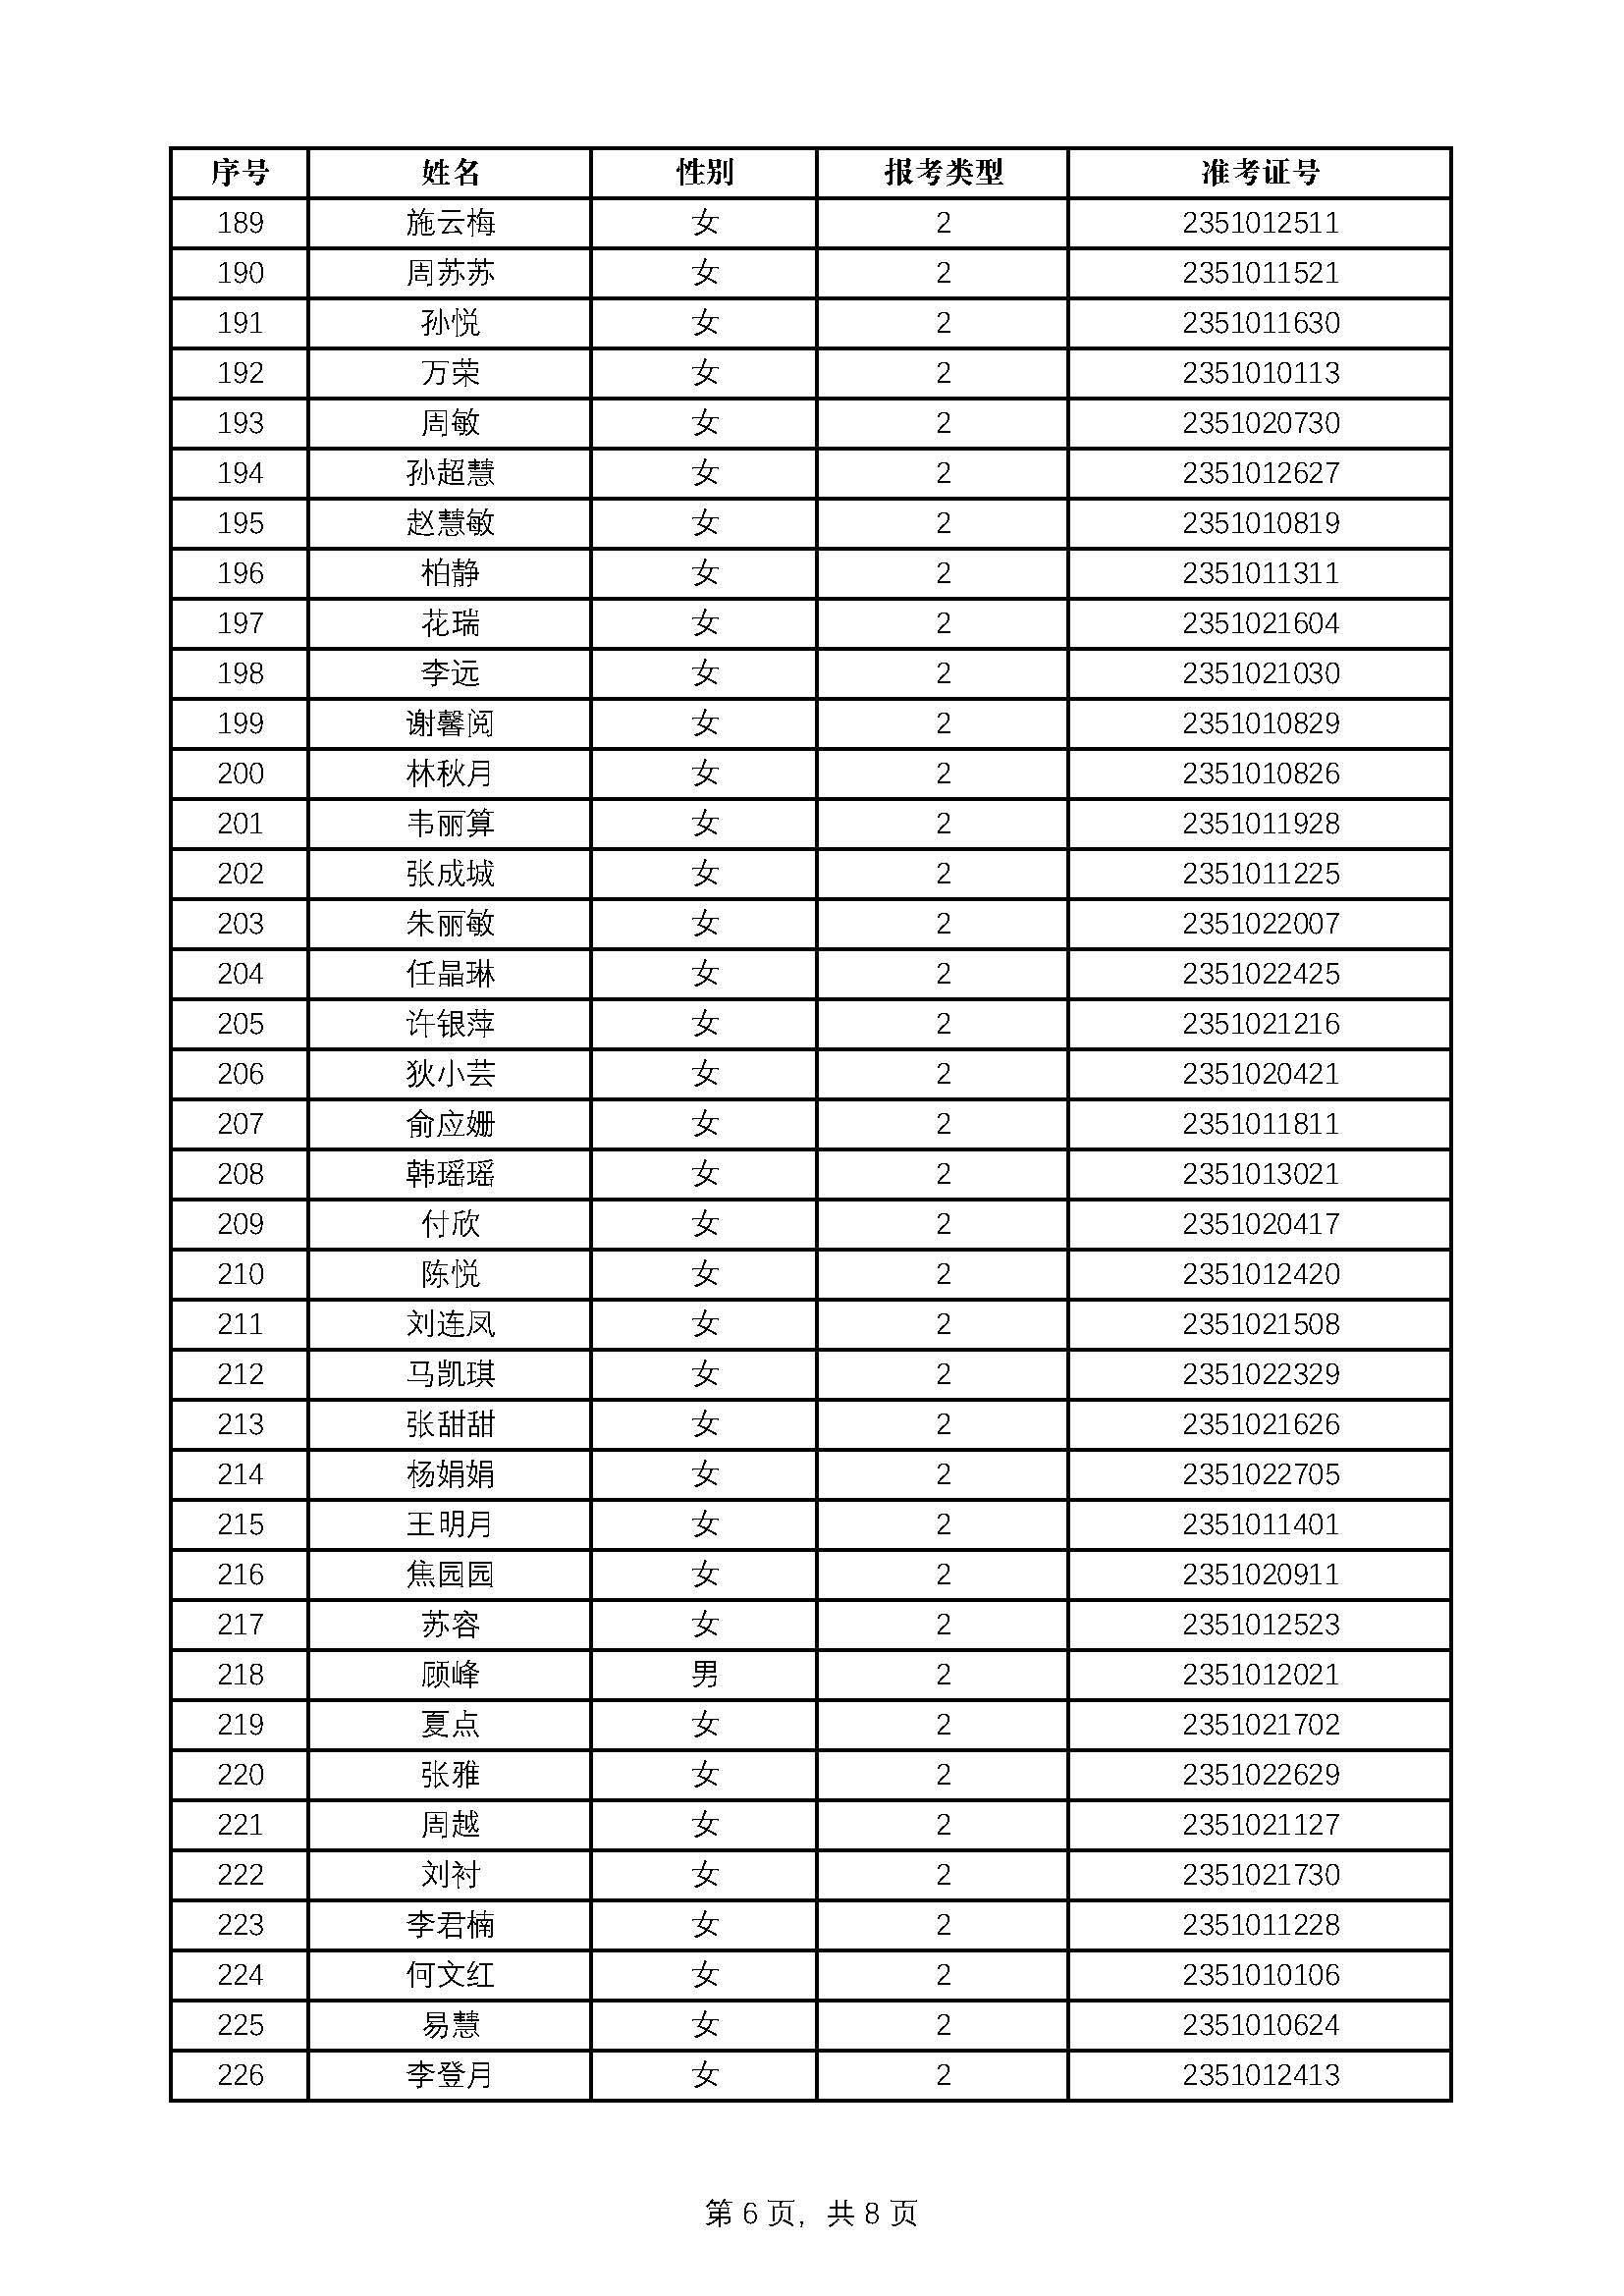 序号 姓名 性别 报考类型 准考证号
189 施云梅 女 2 2351012511
190 周苏苏 女 2 2351011521
191 孙悦 女 2 2351011630
192 万荣 女 2 2351010113
193 周敏 女 2 2351020730
194 孙超慧 女 2 2351012627
195 赵慧敏 女 2 2351010819
196 柏静 女 2 2351011311
197 花瑞 女 2 2351021604
198 李远 女 2 2351021030
199 谢馨阅 女 2 2351010829
200 林秋月 女 2 2351010826
201 韦丽算 女 2 2351011928
202 张成城 女 2 2351011225
203 朱丽敏 女 2 2351022007
204 任晶琳 女 2 2351022425
205 许银萍 女 2 2351021216
206 狄小芸 女 2 2351020421
207 俞应姗 女 2 2351011811
208 韩瑶瑶 女 2 2351013021
209 付欣 女 2 2351020417
210 陈悦 女 2 2351012420
211 刘连凤 女 2 2351021508
212 马凯琪 女 2 2351022329
213 张甜甜 女 2 2351021626
214 杨娟娟 女 2 2351022705
215 王明月 女 2 2351011401
216 焦园园 女 2 2351020911
217 苏容 女 2 2351012523
218 顾峰 男 2 2351012021
219 夏点 女 2 2351021702
220 张雅 女 2 2351022629
221 周越 女 2 2351021127
222 刘衬 女 2 2351021730
223 李君楠 女 2 2351011228
224 何文红 女 2 2351010106
225 易慧 女 2 2351010624
226 李登月 女 2 2351012413
第 6 页，共 8 页